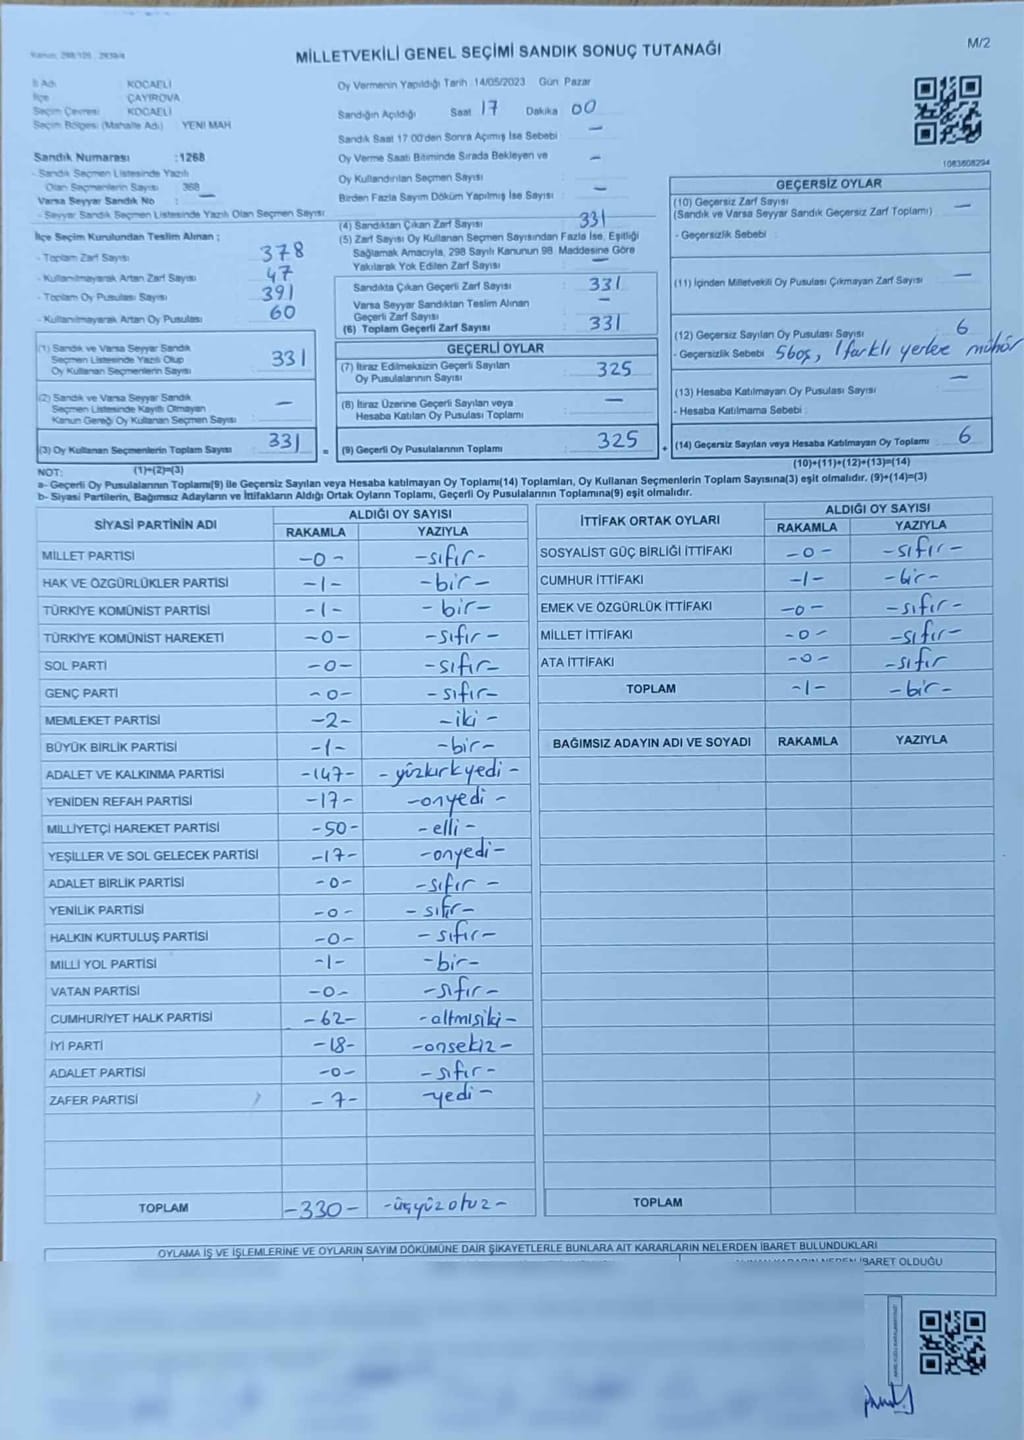 MİLLETVEKİLİ GENEL SEÇİMİ SANDIK SONUÇ TUTANAĞI
M/2
İl Adı : KOCAELİ
İlçe : ÇAYIROVA
Seçim Çevresi : KOCAELİ
Seçim Bölgesi (Mahalle Adı) : YENİ MAH
Sandık Numarası : 1268
- Sandık Seçmen Listesinde Yazılı
Olan Seçmenlerin Sayısı : 368
Varsa Seyyar Sandık No : —
- Seyyar Sandık Seçmen Listesinde Yazılı Olan Seçmen Sayısı :
İlçe Seçim Kurulundan Teslim Alınan ;
- Toplam Zarf Sayısı : 378
- Kullanılmayarak Artan Zarf Sayısı : 47
- Toplam Oy Pusulası Sayısı : 391
- Kullanılmayarak Artan Oy Pusulası : 60
Oy Vermenin Yapıldığı Tarih : 14/05/2023 Gün : Pazar
Sandığın Açıldığı Saat : 17 Dakika : 00
Sandık Saat 17:00'den Sonra Açımış İse Sebebi : —
Oy Verme Saati Bitiminde Sırada Bekleyen ve
Oy Kullandırılan Seçmen Sayısı : —
Birden Fazla Sayım Döküm Yapılmış İse Sayısı : —
(4) Sandıktan Çıkan Zarf Sayısı : 331
(5) Zarf Sayısı Oy Kullanan Seçmen Sayısından Fazla İse, Eşitliği
Sağlamak Amacıyla, 298 Sayılı Kanunun 98. Maddesine Göre
Yakılarak Yok Edilen Zarf Sayısı : —
Sandıkta Çıkan Geçerli Zarf Sayısı : 331
Varsa Seyyar Sandıktan Teslim Alınan
Geçerli Zarf Sayısı : —
(6) Toplam Geçerli Zarf Sayısı : 331
1083608294
GEÇERSİZ OYLAR
(10) Geçersiz Zarf Sayısı : —
(Sandık ve Varsa Seyyar Sandık Geçersiz Zarf Toplamı)
- Geçersizlik Sebebi :
(11) İçinden Milletvekili Oy Pusulası Çıkmayan Zarf Sayısı : —
(12) Geçersiz Sayılan Oy Pusulası Sayısı : 6
- Geçersizlik Sebebi : 5 boş, 1 farklı yerlere mühür
(13) Hesaba Katılmayan Oy Pusulası Sayısı : —
- Hesaba Katılmama Sebebi :
(14) Geçersiz Sayılan veya Hesaba Katılmayan Oy Toplamı : 6
(10)+(11)+(12)+(13)=(14)
(1) Sandık ve Varsa Seyyar Sandık
Seçmen Listesinde Yazılı Olup
Oy Kullanan Seçmenlerin Sayısı : 331
(2) Sandık ve Varsa Seyyar Sandık
Seçmen Listesinde Kayıtlı Olmayan
Kanun Gereği Oy Kullanan Seçmen Sayısı : —
(3) Oy Kullanan Seçmenlerin Toplam Sayısı : 331
GEÇERLİ OYLAR
(7) İtiraz Edilmeksizin Geçerli Sayılan
Oy Pusulalarının Sayısı : 325
(8) İtiraz Üzerine Geçerli Sayılan veya
Hesaba Katılan Oy Pusulası Toplamı : —
= (9) Geçerli Oy Pusulalarının Toplamı : 325 +
NOT: (1)+(2)=(3)
a- Geçerli Oy Pusulalarının Toplamı(9) ile Geçersiz Sayılan veya Hesaba katılmayan Oy Toplamı(14) Toplamları, Oy Kullanan Seçmenlerin Toplam Sayısına(3) eşit olmalıdır. (9)+(14)=(3)
b- Siyasi Partilerin, Bağımsız Adayların ve İttifakların Aldığı Ortak Oyların Toplamı, Geçerli Oy Pusulalarının Toplamına(9) eşit olmalıdır.
SİYASİ PARTİNİN ADI ALDIĞI OY SAYISI
RAKAMLA YAZIYLA
MİLLET PARTİSİ -0- -sıfır-
HAK VE ÖZGÜRLÜKLER PARTİSİ -1- -bir-
TÜRKİYE KOMÜNİST PARTİSİ -1- -bir-
TÜRKİYE KOMÜNİST HAREKETİ -0- -sıfır-
SOL PARTİ -0- -sıfır-
GENÇ PARTİ -0- -sıfır-
MEMLEKET PARTİSİ -2- -iki-
BÜYÜK BİRLİK PARTİSİ -1- -bir-
ADALET VE KALKINMA PARTİSİ -147- -yüzkırkyedi-
YENİDEN REFAH PARTİSİ -17- -onyedi-
MİLLİYETÇİ HAREKET PARTİSİ -50- -elli-
YEŞİLLER VE SOL GELECEK PARTİSİ -17- -onyedi-
ADALET BİRLİK PARTİSİ -0- -sıfır-
YENİLİK PARTİSİ -0- -sıfır-
HALKIN KURTULUŞ PARTİSİ -0- -sıfır-
MİLLİ YOL PARTİSİ -1- -bir-
VATAN PARTİSİ -0- -sıfır-
CUMHURİYET HALK PARTİSİ -62- -altmışiki-
İYİ PARTİ -18- -onsekiz-
ADALET PARTİSİ -0- -sıfır-
ZAFER PARTİSİ -7- -yedi-
TOPLAM -330- -üçyüzotuz-
İTTİFAK ORTAK OYLARI ALDIĞI OY SAYISI
RAKAMLA YAZIYLA
SOSYALİST GÜÇ BİRLİĞİ İTTİFAKI -0- -sıfır-
CUMHUR İTTİFAKI -1- -bir-
EMEK VE ÖZGÜRLÜK İTTİFAKI -0- -sıfır-
MİLLET İTTİFAKI -0- -sıfır-
ATA İTTİFAKI -0- -sıfır
TOPLAM -1- -bir-
BAĞIMSIZ ADAYIN ADI VE SOYADI RAKAMLA YAZIYLA
TOPLAM
OYLAMA İŞ VE İŞLEMLERİNE VE OYLARIN SAYIM DÖKÜMÜNE DAİR ŞİKAYETLERLE BUNLARA AİT KARARLARIN NELERDEN İBARET BULUNDUKLARI
İBARET OLDUĞU